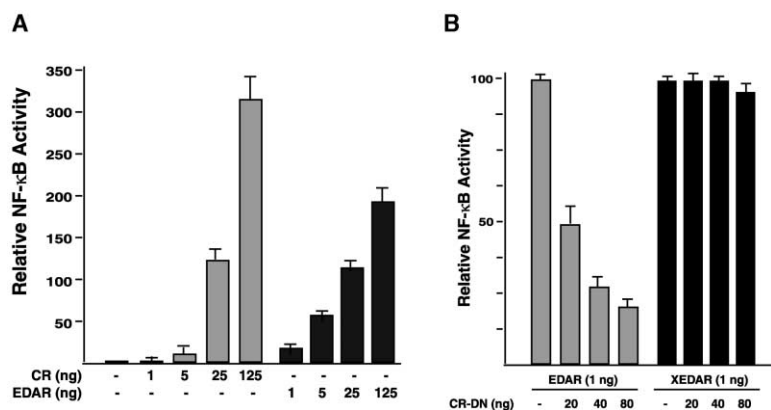 A
Relative NF-κB Activity
350
300
250
200
150
100
50
CR (ng) - 1 5 25 125 - - - -
EDAR (ng) - - - - - 1 5 25 125
B
Relative NF-κB Activity
100
50
EDAR (1 ng) XEDAR (1 ng)
CR-DN (ng) - 20 40 80 - 20 40 80